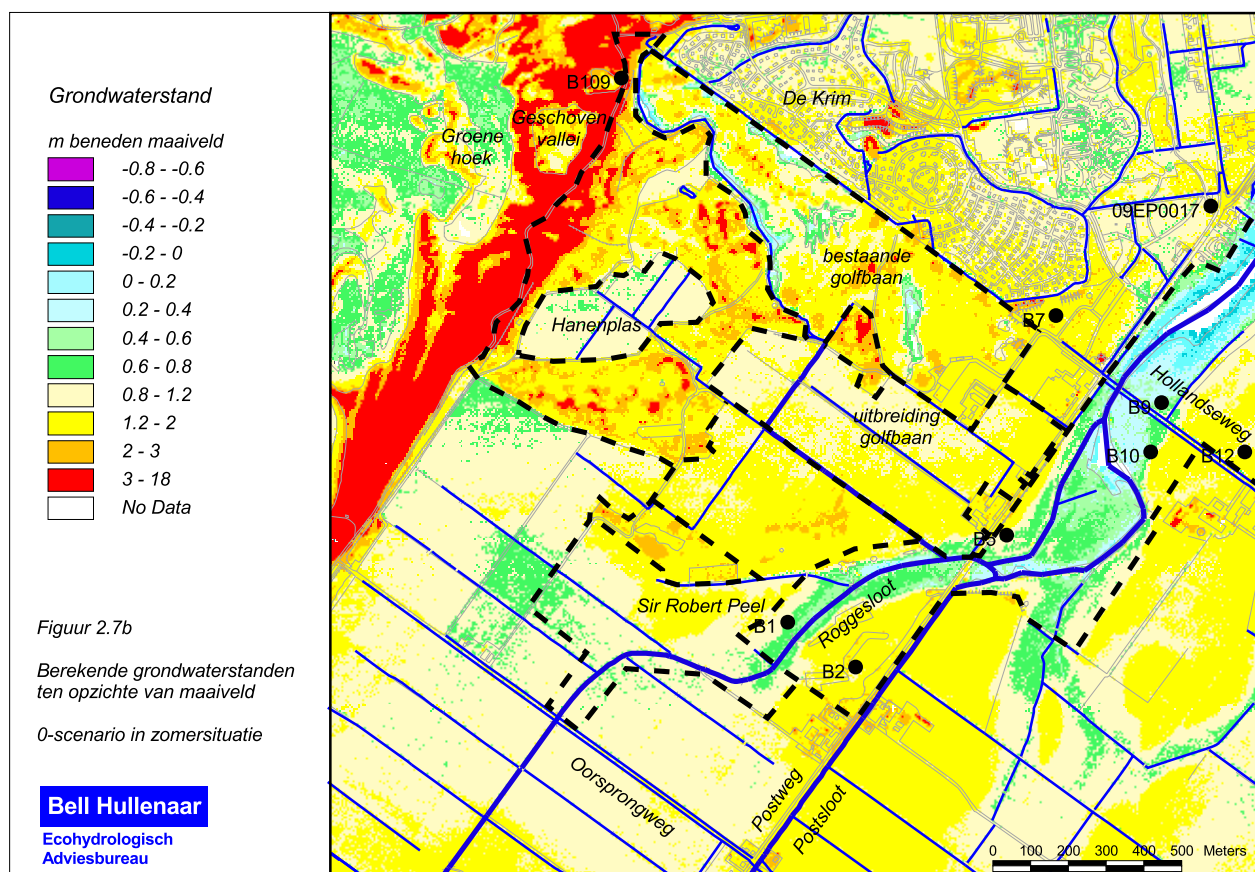 Grondwaterstand
m beneden maaiveld
-0.8 - -0.6
-0.6 - -0.4
-0.4 - -0.2
-0.2 - 0
0 - 0.2
0.2 - 0.4
0.4 - 0.6
0.6 - 0.8
0.8 - 1.2
1.2 - 2
2 - 3
3 - 18
No Data
Figuur 2.7b
Berekende grondwaterstanden
ten opzichte van maaiveld
0-scenario in zomersituatie
Bell Hullenaar
Ecohydrologisch
Adviesbureau
B109
De Krim
Geschoven
vallei
Groene
hoek
09EP0017
bestaande
golfbaan
Hanenplas
B7
Hollandseweg
B9
uitbreiding
golfbaan
B10
B12
B3
Sir Robert Peel
B1
Roggesloot
B2
Oorsprongweg
Postweg
Postsloot
0 100 200 300 400 500 Meters